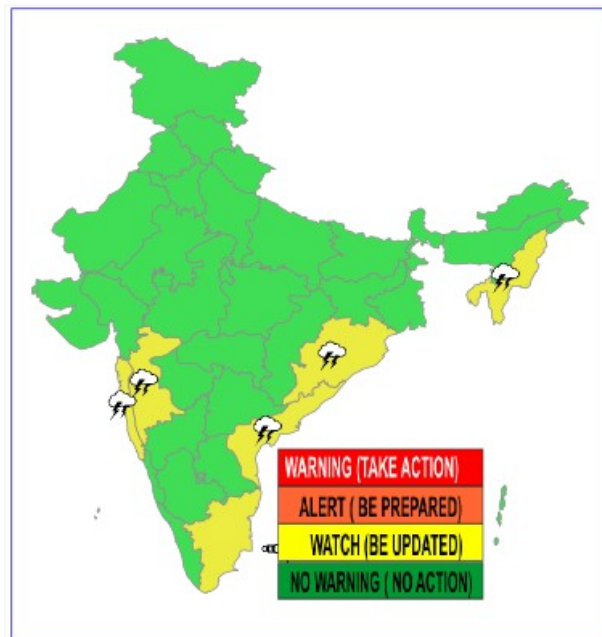 WARNING (TAKE ACTION)
ALERT ( BE PREPARED)
WATCH (BE UPDATED)
NO WARNING ( NO ACTION)